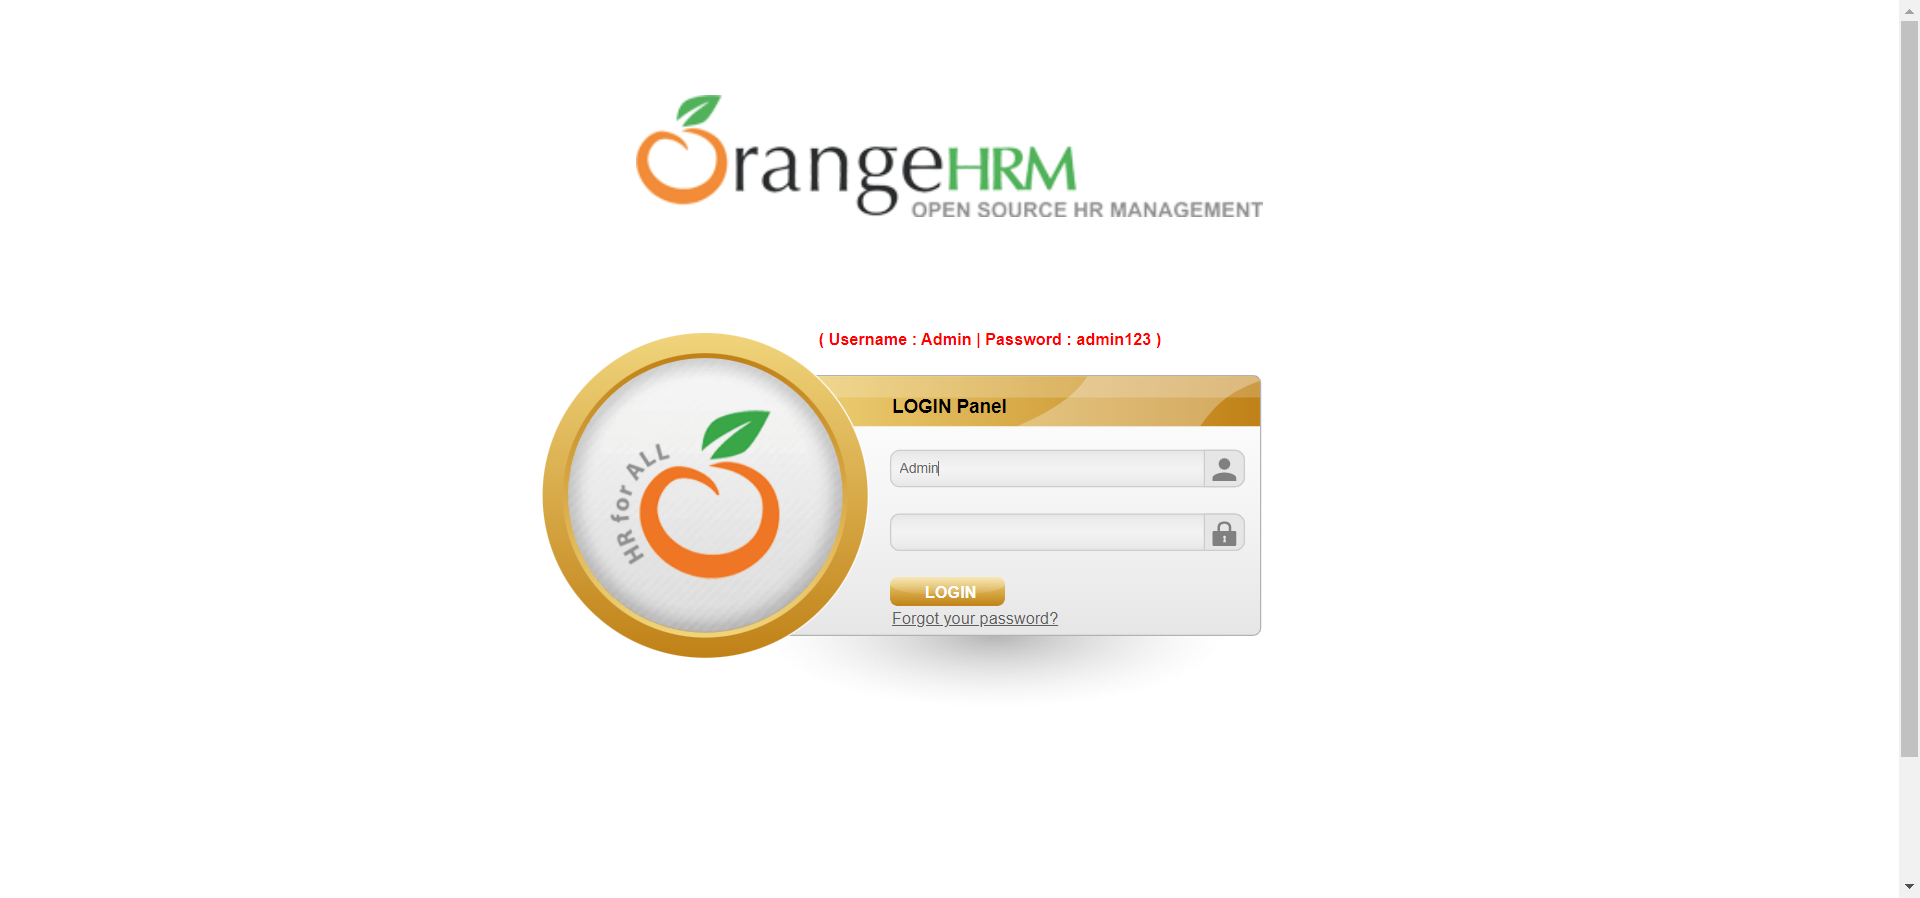 OrangeHRM
OPEN SOURCE HR MANAGEMENT
( Username : Admin | Password : admin123 )
HR for ALL
LOGIN Panel
Admin
LOGIN
Forgot your password?